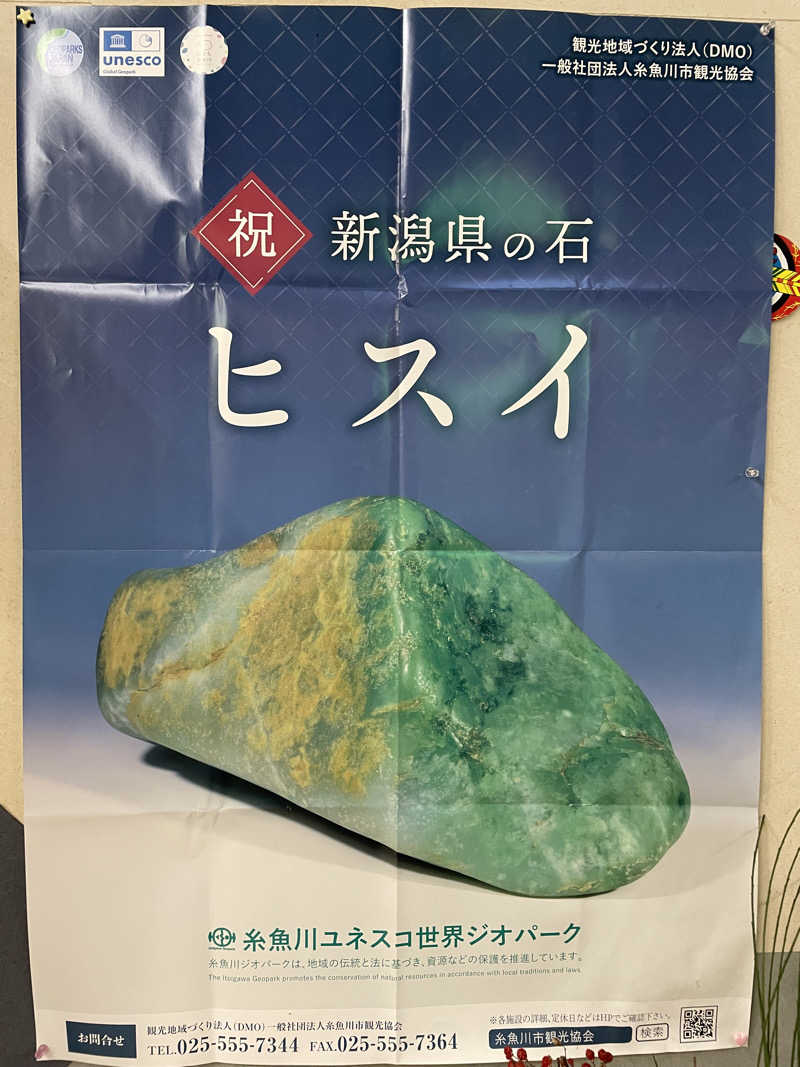 GEOPARKS
JAPAN
unesco
Global Geopark
観光地域づくり法人（DMO）
一般社団法人糸魚川市観光協会
祝 新潟県の石
ヒスイ
糸魚川ユネスコ世界ジオパーク
糸魚川ジオパークは、地域の伝統と法に基づき、資源などの保護を推進しています。
The Itoigawa Geopark promotes the conservation of natural resources in accordance with local traditions and laws.
お問合せ
観光地域づくり法人（DMO）一般社団法人糸魚川市観光協会
TEL.025-555-7344 FAX.025-555-7364
※各施設の詳細、定休日などはHPでご確認下さい。
糸魚川市観光協会 検索